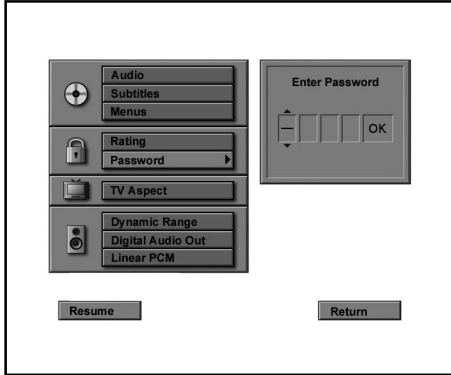 Audio
Subtitles
Menus
Rating
Password
TV Aspect
Dynamic Range
Digital Audio Out
Linear PCM
Enter Password
OK
Resume
Return